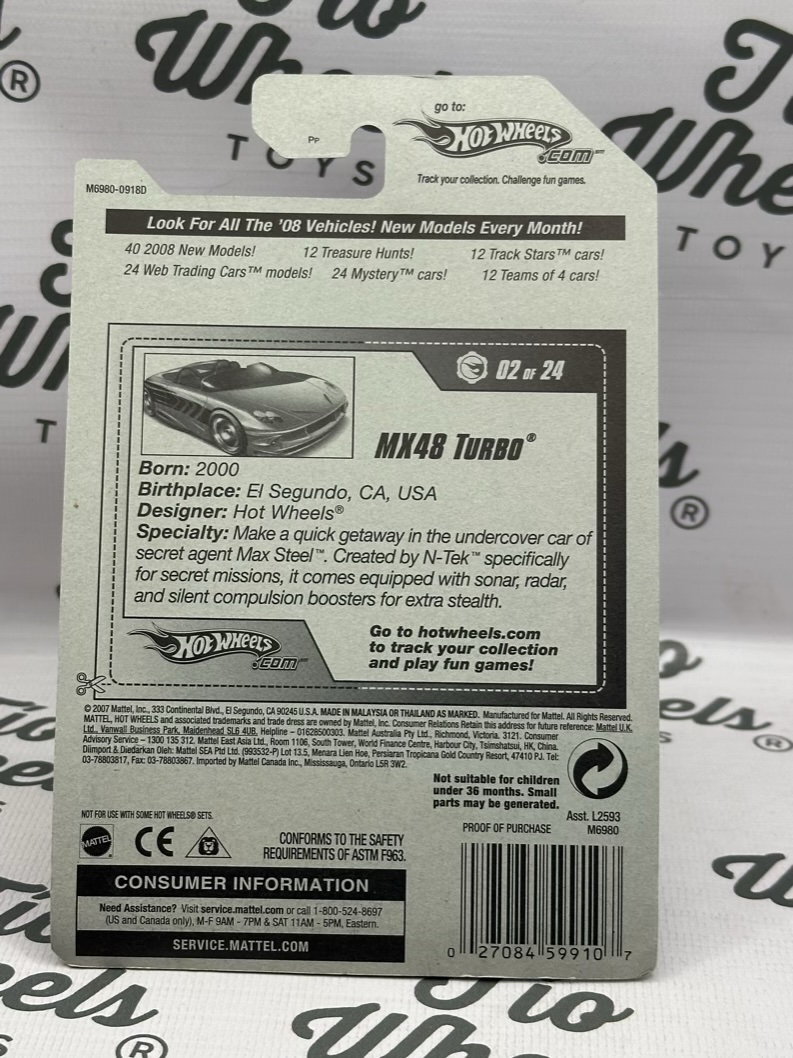 go to:
HOT WHEELS
.COM™
PP
Track your collection. Challenge fun games.
M6980-0918D
Look For All The '08 Vehicles! New Models Every Month!
40 2008 New Models! 12 Treasure Hunts! 12 Track Stars™ cars!
24 Web Trading Cars™ models! 24 Mystery™ cars! 12 Teams of 4 cars!
02 OF 24
MX48 TURBO®
Born: 2000
Birthplace: El Segundo, CA, USA
Designer: Hot Wheels®
Specialty: Make a quick getaway in the undercover car of
secret agent Max Steel™. Created by N-Tek™ specifically
for secret missions, it comes equipped with sonar, radar,
and silent compulsion boosters for extra stealth.
HOT WHEELS
.COM
Go to hotwheels.com
to track your collection
and play fun games!
© 2007 Mattel, Inc., 333 Continental Blvd., El Segundo, CA 90245 U.S.A. MADE IN MALAYSIA OR THAILAND AS MARKED. Manufactured for Mattel. All Rights Reserved.
MATTEL, HOT WHEELS and associated trademarks and trade dress are owned by Mattel, Inc. Consumer Relations Retain this address for future reference: Mattel U.K.
Ltd., Vanwall Business Park, Maidenhead SL6 4UB. Helpline - 01628500303. Mattel Australia Pty Ltd., Richmond, Victoria. 3121. Consumer
Advisory Service - 1300 135 312. Mattel East Asia Ltd., Room 1106, South Tower, World Finance Centre, Harbour City, Tsimshatsui, HK, China.
Diimport & Diedarkan Oleh: Mattel SEA Ptd Ltd. (993532-P) Lot 13.5, Menara Lien Hoe, Persiaran Tropicana Gold Country Resort, 47410 PJ. Tel:
03-78803817, Fax: 03-78803867. Imported by Mattel Canada Inc., Mississauga, Ontario L5R 3W2.
Not suitable for children
under 36 months. Small
parts may be generated.
Asst. L2593
M6980
NOT FOR USE WITH SOME HOT WHEELS® SETS.
PROOF OF PURCHASE
MATTEL
CE
CONFORMS TO THE SAFETY
REQUIREMENTS OF ASTM F963.
CONSUMER INFORMATION
Need Assistance? Visit service.mattel.com or call 1-800-524-8697
(US and Canada only), M-F 9AM - 7PM & SAT 11AM - 5PM, Eastern.
SERVICE.MATTEL.COM
0 27084 59910 7
Tio
Wheels
®
TOYS